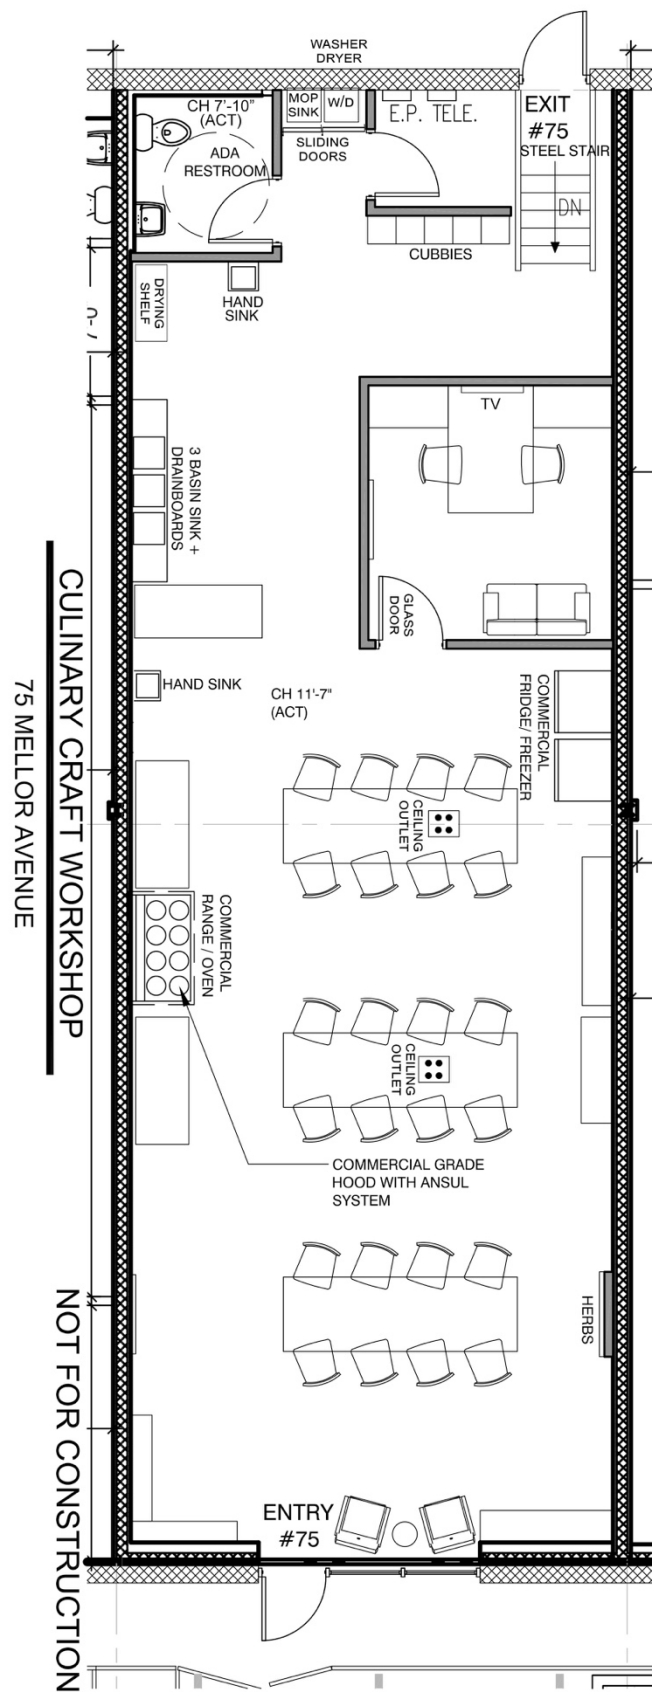 WASHER
DRYER
CH 7'-10"
(ACT)
MOP
SINK
W/D
E.P. TELE.
EXIT
#75
STEEL STAIR
SLIDING
DOORS
ADA
RESTROOM
DN
CUBBIES
DRYING
SHELF
HAND
SINK
TV
3 BASIN SINK +
DRAINBOARDS
GLASS
DOOR
HAND SINK
CH 11'-7"
(ACT)
COMMERCIAL
FRIDGE/ FREEZER
CEILING
OUTLET
COMMERCIAL
RANGE / OVEN
CEILING
OUTLET
COMMERCIAL GRADE
HOOD WITH ANSUL
SYSTEM
HERBS
ENTRY
#75
CULINARY CRAFT WORKSHOP
75 MELLOR AVENUE
NOT FOR CONSTRUCTION